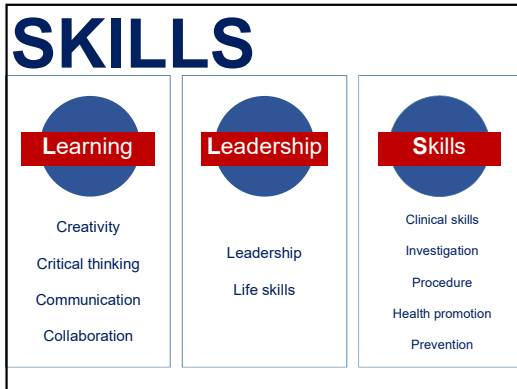 SKILLS
Learning
Creativity
Critical thinking
Communication
Collaboration
Leadership
Leadership
Life skills
Skills
Clinical skills
Investigation
Procedure
Health promotion
Prevention